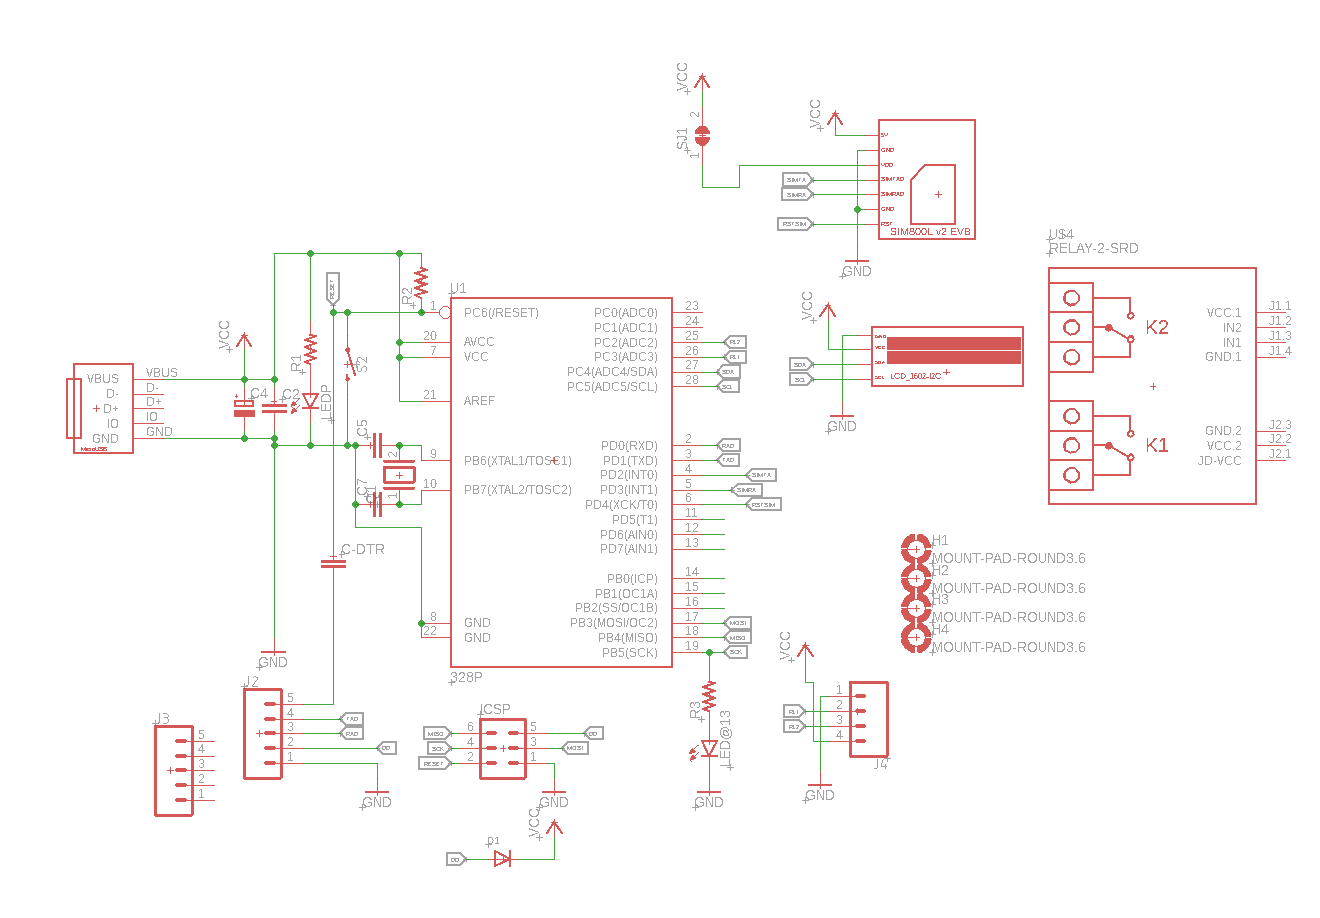 VCC
2
SJ1
1
VCC
5V
GND
VDD
SIMRA
SIMRA
GND
RSTSIM
RST
SIM800L v2 EVB
GND
U$4
RELAY-2-SRD
K2
K1
VCC.1
IN2
IN1
GND.1
GND.2
VCC.2
JD-VCC
J1.1
J1.2
J1.3
J1.4
J2.3
J2.2
J2.1
VCC
GND
VCC
SDA
SCL
SDA
SCL
LCD_1602-I2C
GND
RESET
R2
U1
1
20
7
21
9
10
8
22
PC6(/RESET)
AVCC
VCC
AREF
PB6(XTAL1/TOSC1)
PB7(XTAL2/TOSC2)
GND
GND
PC0(ADC0)
PC1(ADC1)
PC2(ADC2)
PC3(ADC3)
PC4(ADC4/SDA)
PC5(ADC5/SCL)
PD0(RXD)
PD1(TXD)
PD2(INT0)
PD3(INT1)
PD4(XCK/T0)
PD5(T1)
PD6(AIN0)
PD7(AIN1)
PB0(ICP)
PB1(OC1A)
PB2(SS/OC1B)
PB3(MOSI/OC2)
PB4(MISO)
PB5(SCK)
23
24
25
26
27
28
2
3
4
5
6
11
12
13
14
15
16
17
18
19
RL2
RL1
SDA
SCL
RSTSIM
MOSI
MISO
SCK
328P
VCC
VBUS
D-
D+
IO
GND
MicroUSB
VBUS
D-
D+
IO
GND
C4
C2
R1
LEDP
S2
C5
2
C7
1
C-DTR
GND
J2
5
4
3
2
1
DD
GND
J3
5
4
3
2
1
ICSP
MISO
SCK
RESET
6
4
2
5
3
1
DD
MOSI
GND
VCC
D1
DD
R3
LED@13
GND
H1
MOUNT-PAD-ROUND3.6
H2
MOUNT-PAD-ROUND3.6
H3
MOUNT-PAD-ROUND3.6
H4
MOUNT-PAD-ROUND3.6
VCC
RL1
RL2
1
2
3
4
J4
GND